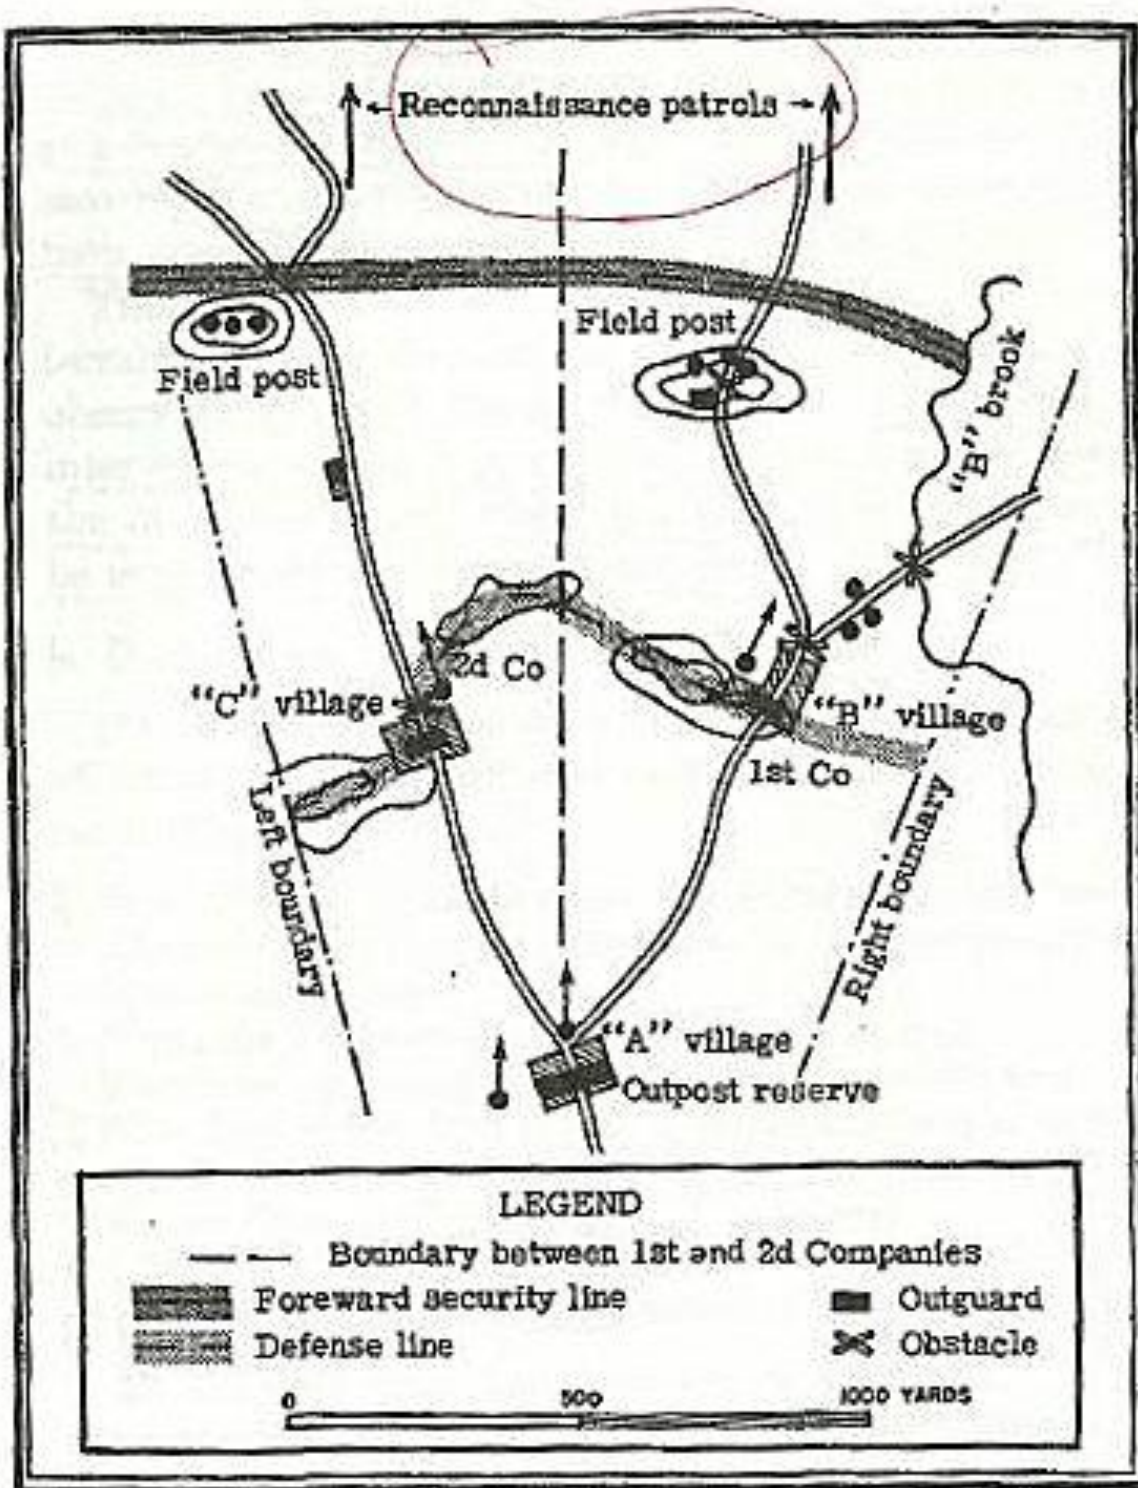 ←Reconnaissance patrols→
Field post
Field post
"B" brook
2d Co
"C" village
"B" village
1st Co
Left boundary
Right boundary
"A" village
Outpost reserve
LEGEND
Boundary between 1st and 2d Companies
Foreward security line
Outguard
Defense line
Obstacle
0 500 1000 YARDS